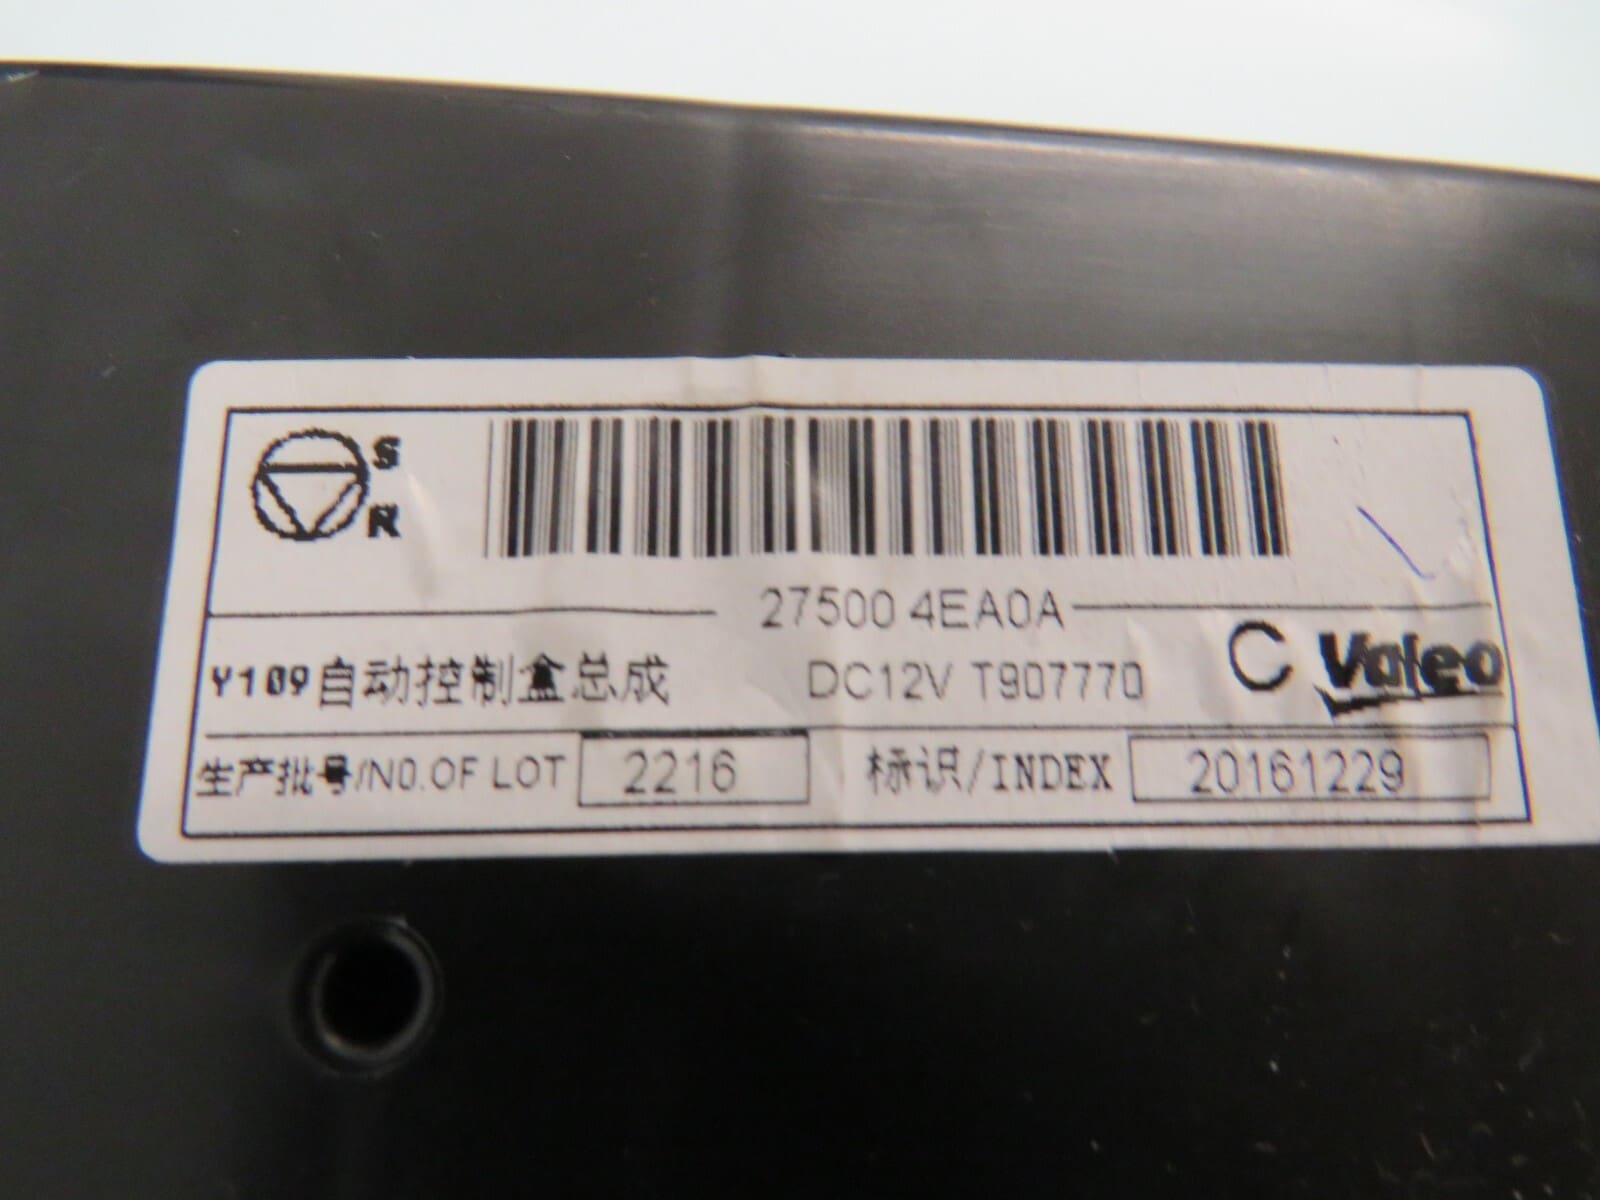 S
R
27500 4EA0A
Y109自动控制盒总成 DC12V T907770 C Valeo
生产批号/NO.OF LOT 2216 标识/INDEX 20161229